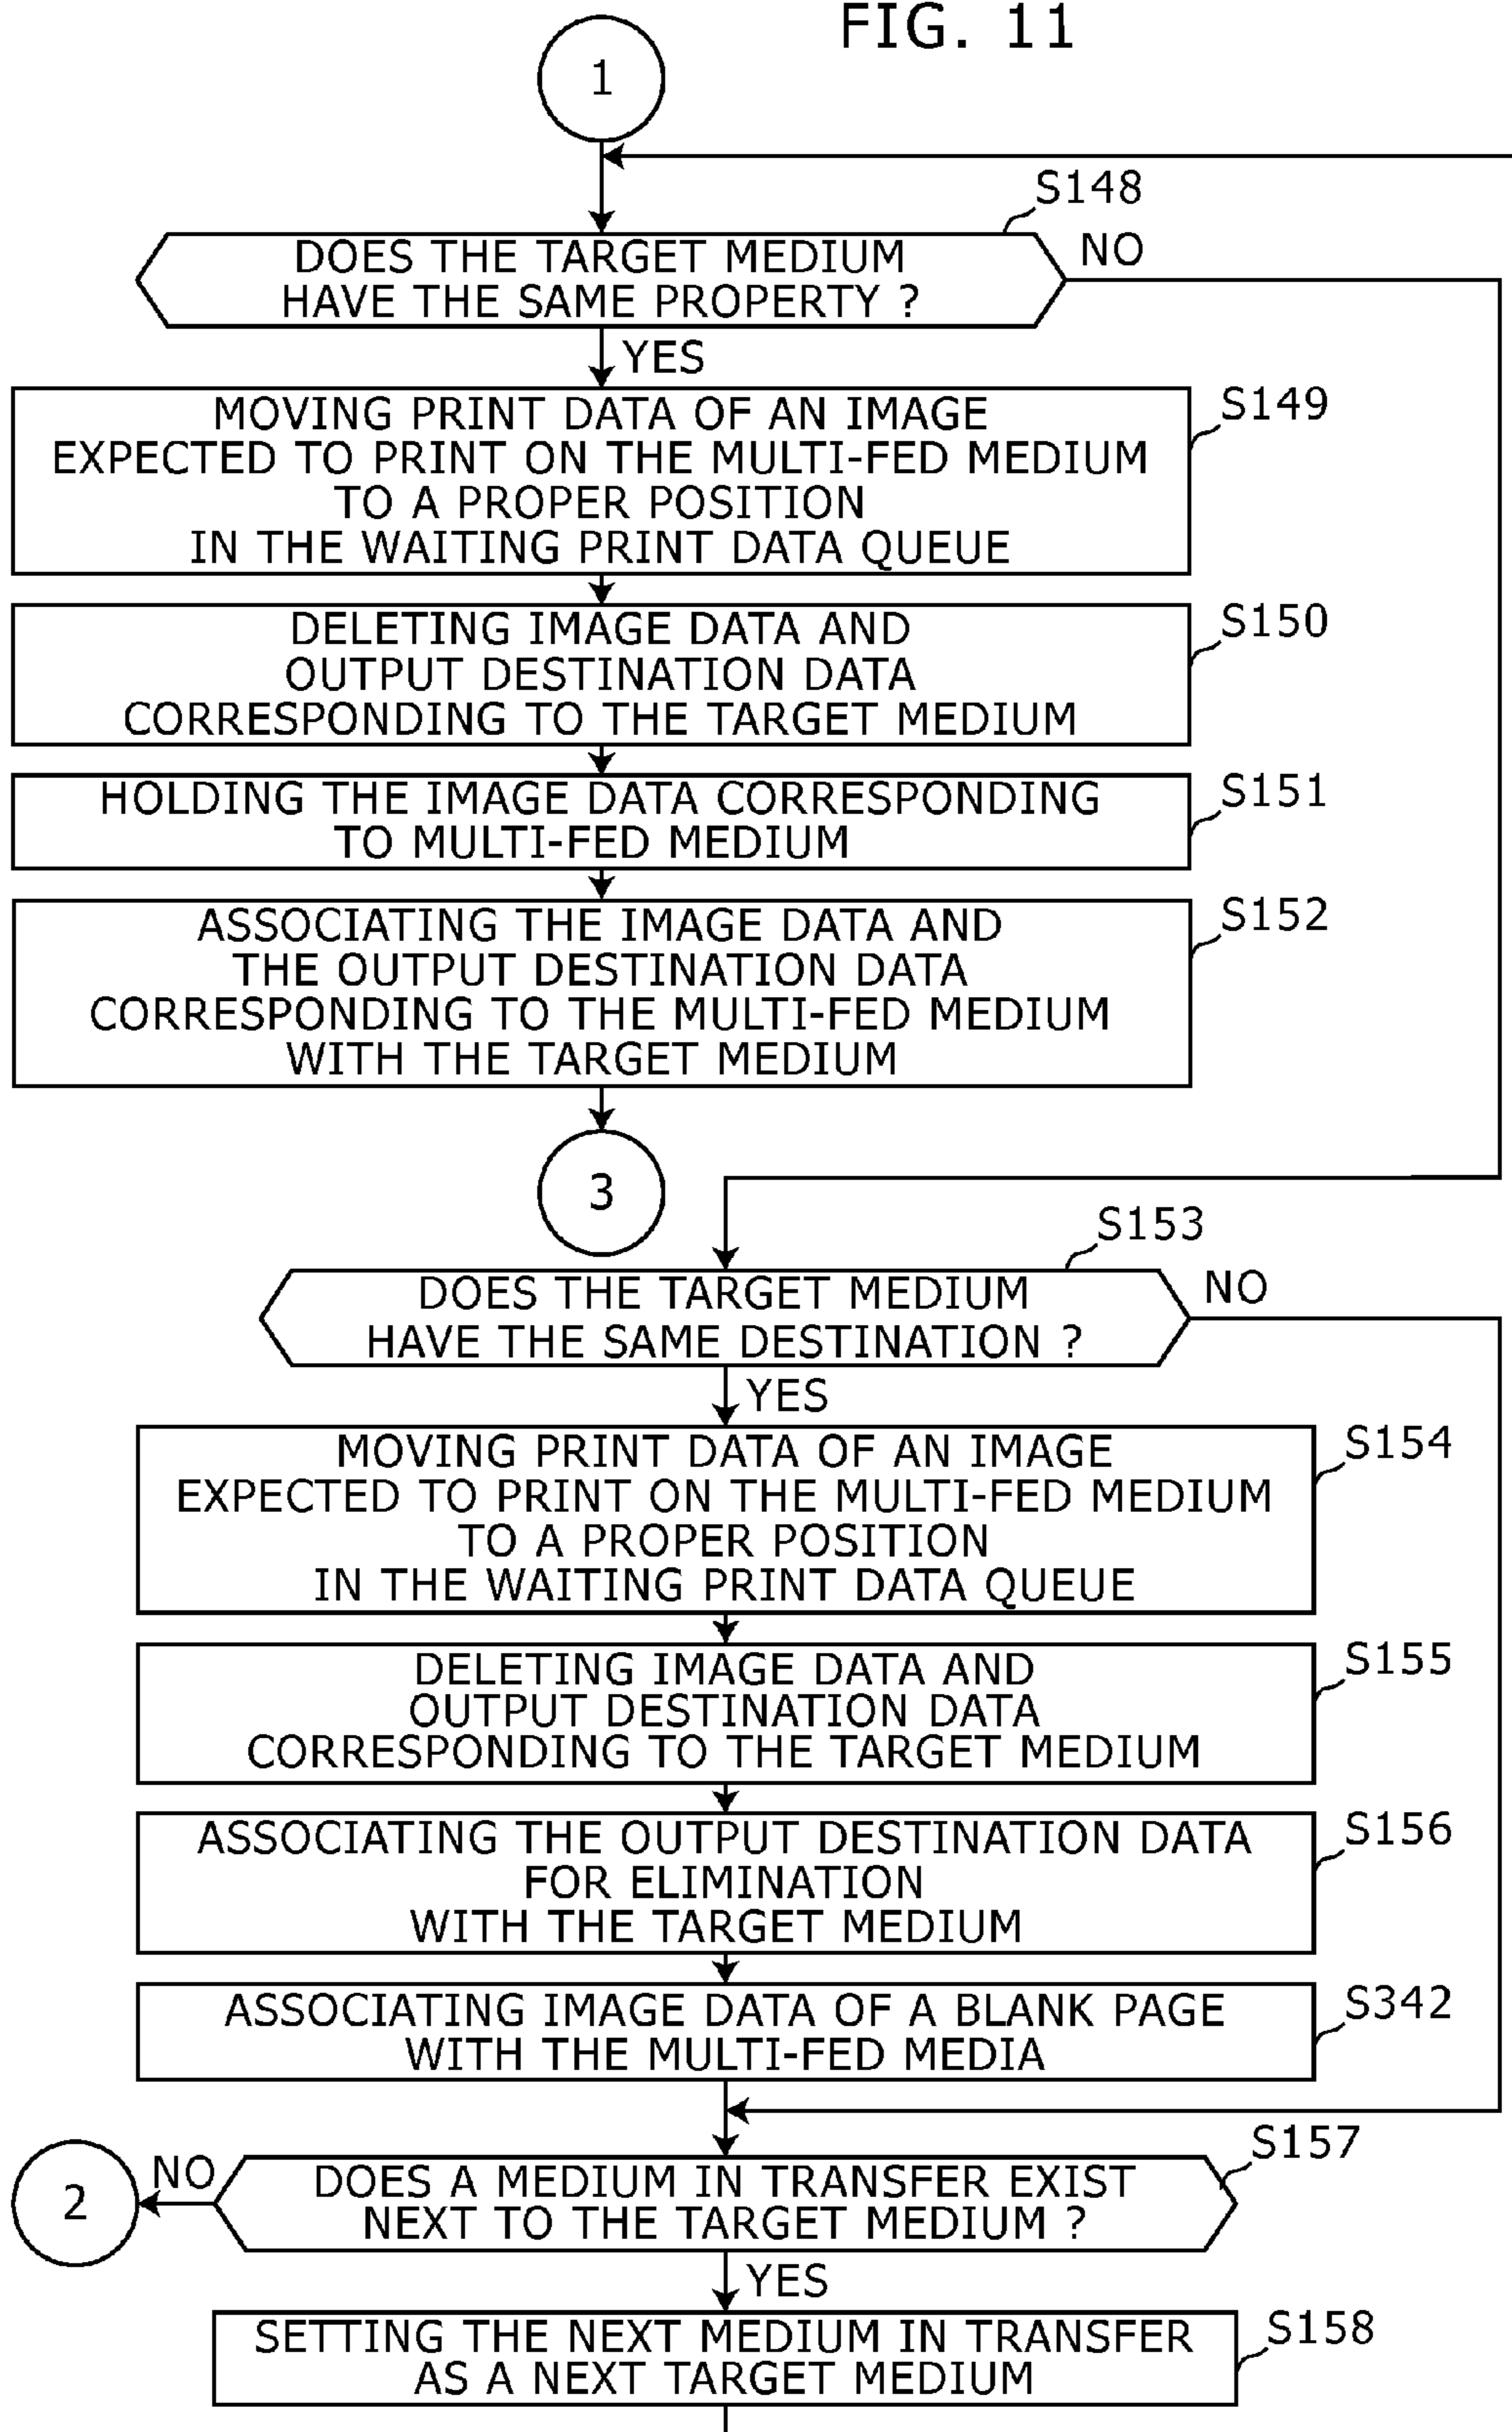 FIG. 11
1
S148
DOES THE TARGET MEDIUM
HAVE THE SAME PROPERTY ?
NO
YES
S149
MOVING PRINT DATA OF AN IMAGE
EXPECTED TO PRINT ON THE MULTI-FED MEDIUM
TO A PROPER POSITION
IN THE WAITING PRINT DATA QUEUE
S150
DELETING IMAGE DATA AND
OUTPUT DESTINATION DATA
CORRESPONDING TO THE TARGET MEDIUM
S151
HOLDING THE IMAGE DATA CORRESPONDING
TO MULTI-FED MEDIUM
S152
ASSOCIATING THE IMAGE DATA AND
THE OUTPUT DESTINATION DATA
CORRESPONDING TO THE MULTI-FED MEDIUM
WITH THE TARGET MEDIUM
3
S153
DOES THE TARGET MEDIUM
HAVE THE SAME DESTINATION ?
NO
YES
S154
MOVING PRINT DATA OF AN IMAGE
EXPECTED TO PRINT ON THE MULTI-FED MEDIUM
TO A PROPER POSITION
IN THE WAITING PRINT DATA QUEUE
S155
DELETING IMAGE DATA AND
OUTPUT DESTINATION DATA
CORRESPONDING TO THE TARGET MEDIUM
S156
ASSOCIATING THE OUTPUT DESTINATION DATA
FOR ELIMINATION
WITH THE TARGET MEDIUM
S342
ASSOCIATING IMAGE DATA OF A BLANK PAGE
WITH THE MULTI-FED MEDIA
S157
2
NO
DOES A MEDIUM IN TRANSFER EXIST
NEXT TO THE TARGET MEDIUM ?
YES
S158
SETTING THE NEXT MEDIUM IN TRANSFER
AS A NEXT TARGET MEDIUM